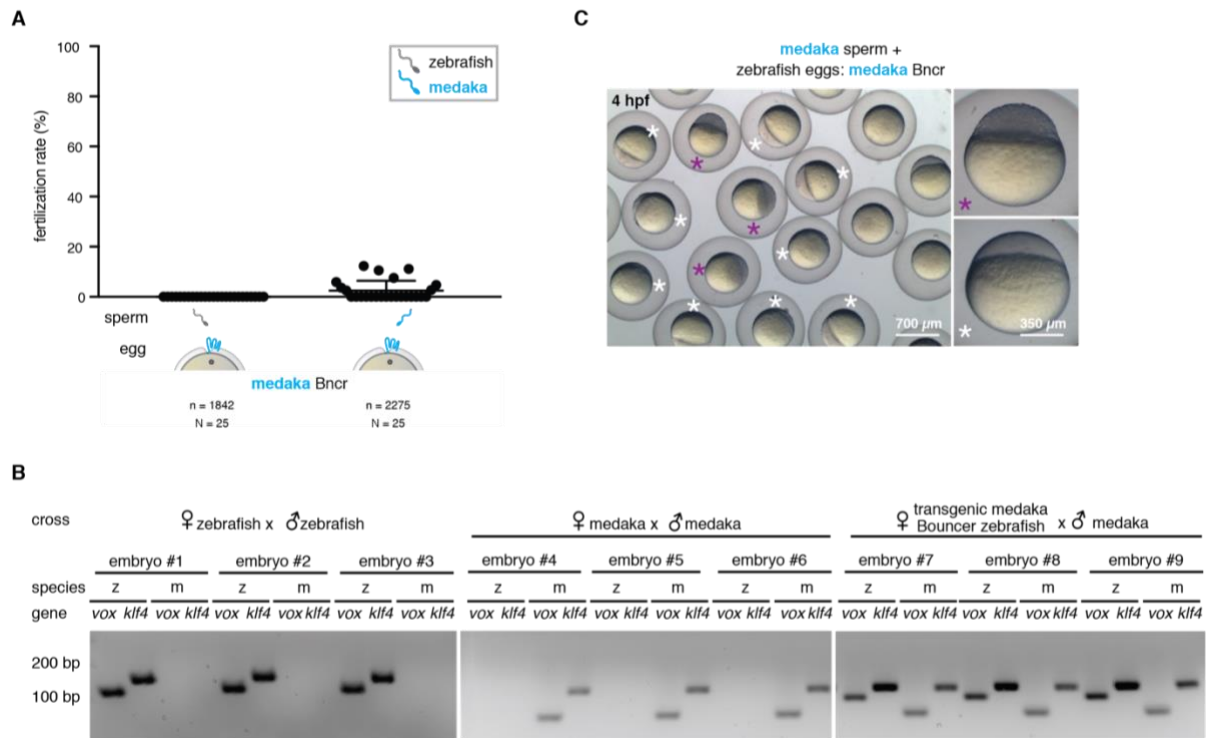 A
100
80
60
40
20
0
fertilization rate (%)
zebrafish
medaka
sperm
egg
medaka Bncr
n = 1842
n = 2275
N = 25
N = 25
C
medaka sperm +
zebrafish eggs: medaka Bncr
4 hpf
* * * * * * * * * * * *
700 µm
*
*
350 µm
B
cross
♀ zebrafish x ♂ zebrafish
♀ medaka x ♂ medaka
♀ transgenic medaka
Bouncer zebrafish x ♂ medaka
embryo #1 embryo #2 embryo #3 embryo #4 embryo #5 embryo #6 embryo #7 embryo #8 embryo #9
species z m z m z m z m z m z m z m z m z m
gene vox klf4 vox klf4 vox klf4 vox klf4 vox klf4 vox klf4 vox klf4 vox klf4 vox klf4 vox klf4 vox klf4 vox klf4 vox klf4 vox klf4 vox klf4 vox klf4 vox klf4 vox klf4
200 bp
100 bp